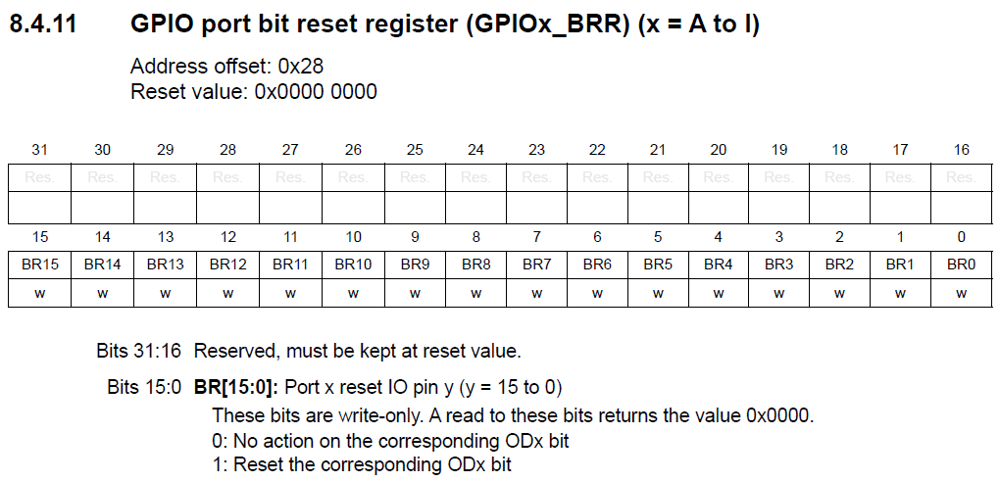 8.4.11 GPIO port bit reset register (GPIOx_BRR) (x = A to I)
Address offset: 0x28
Reset value: 0x0000 0000
31 30 29 28 27 26 25 24 23 22 21 20 19 18 17 16
Res. Res. Res. Res. Res. Res. Res. Res. Res. Res. Res. Res. Res. Res. Res. Res.
15 14 13 12 11 10 9 8 7 6 5 4 3 2 1 0
BR15 BR14 BR13 BR12 BR11 BR10 BR9 BR8 BR7 BR6 BR5 BR4 BR3 BR2 BR1 BR0
w w w w w w w w w w w w w w w w
Bits 31:16 Reserved, must be kept at reset value.
Bits 15:0 BR[15:0]: Port x reset IO pin y (y = 15 to 0)
These bits are write-only. A read to these bits returns the value 0x0000.
0: No action on the corresponding ODx bit
1: Reset the corresponding ODx bit